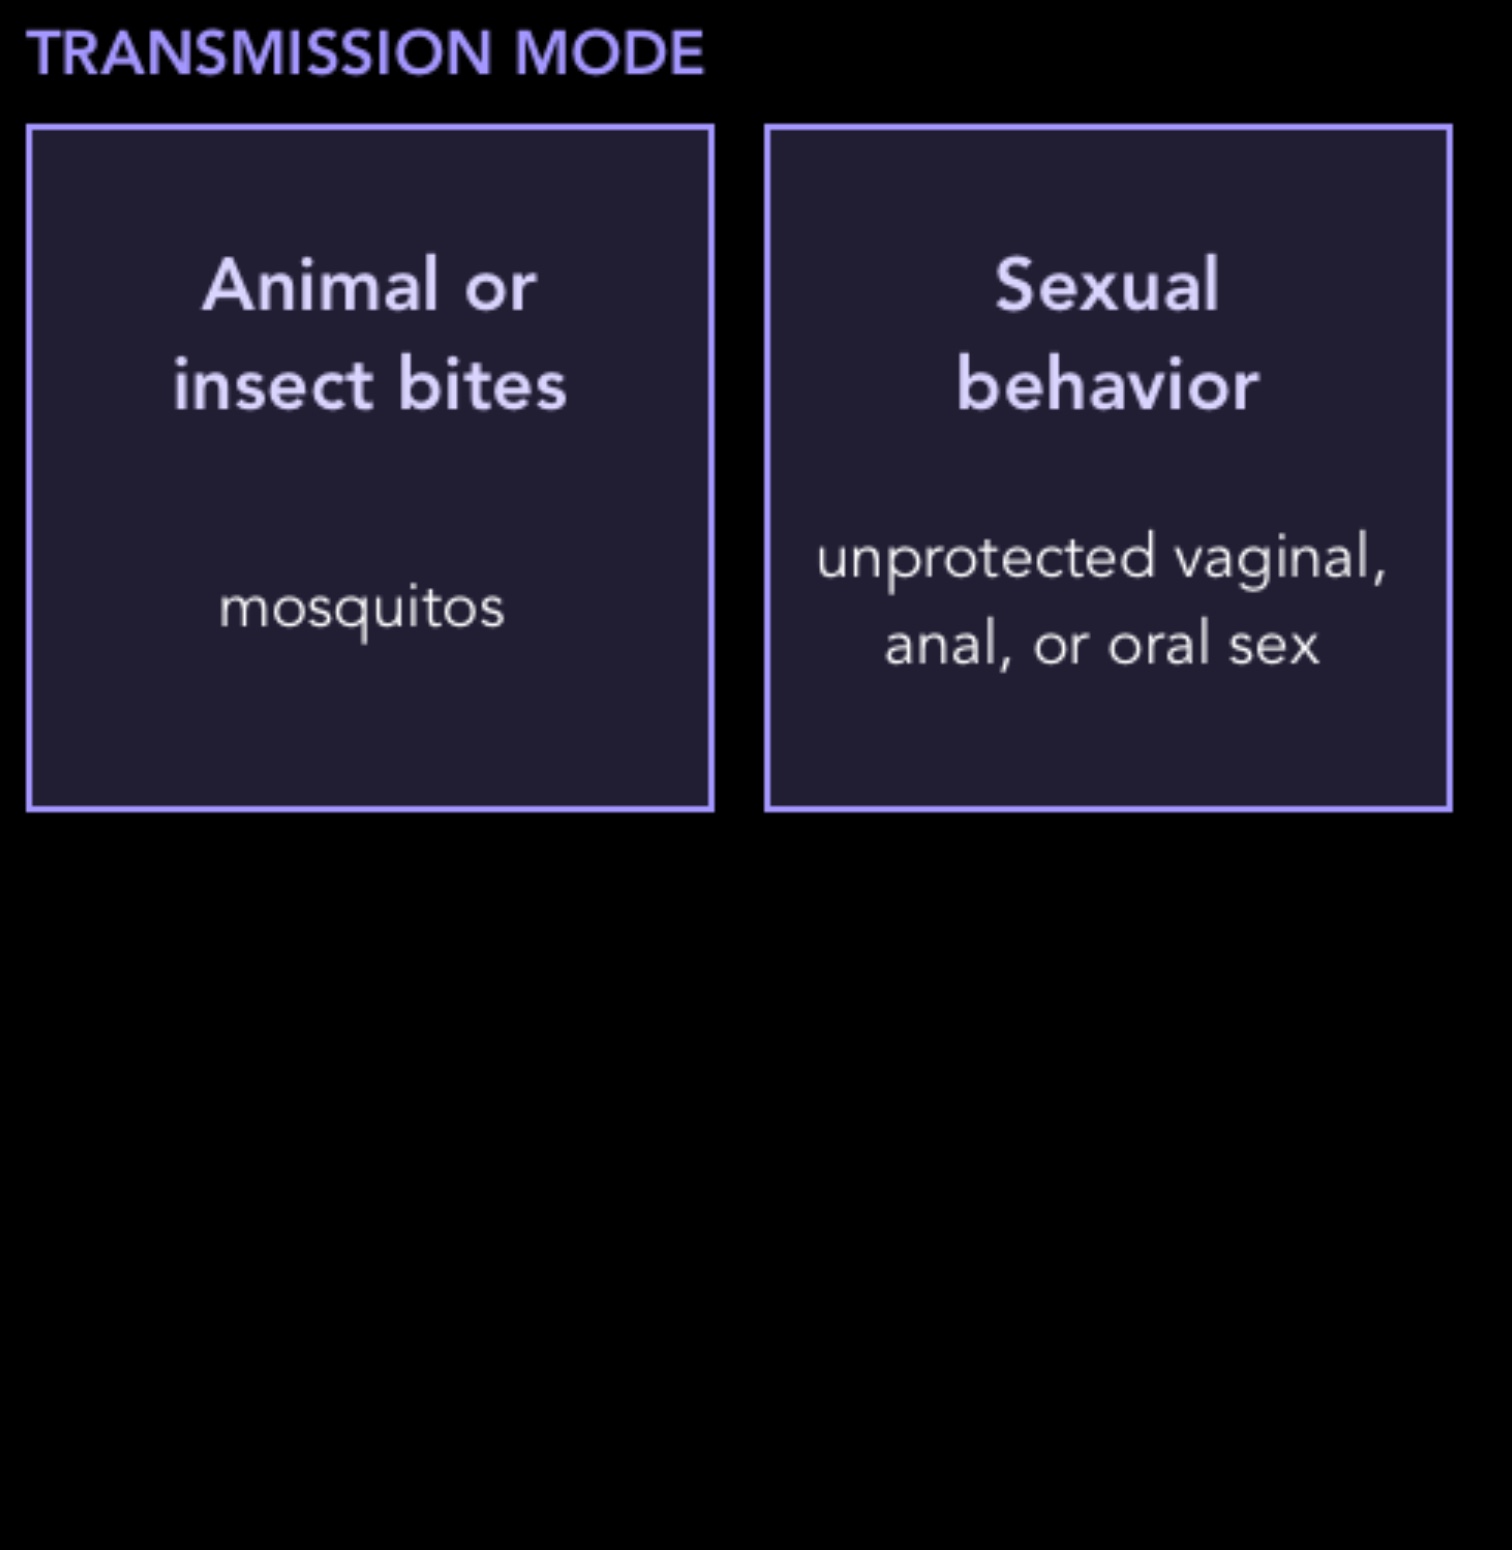 TRANSMISSION MODE
Animal or
insect bites
mosquitos
Sexual
behavior
unprotected vaginal,
anal, or oral sex